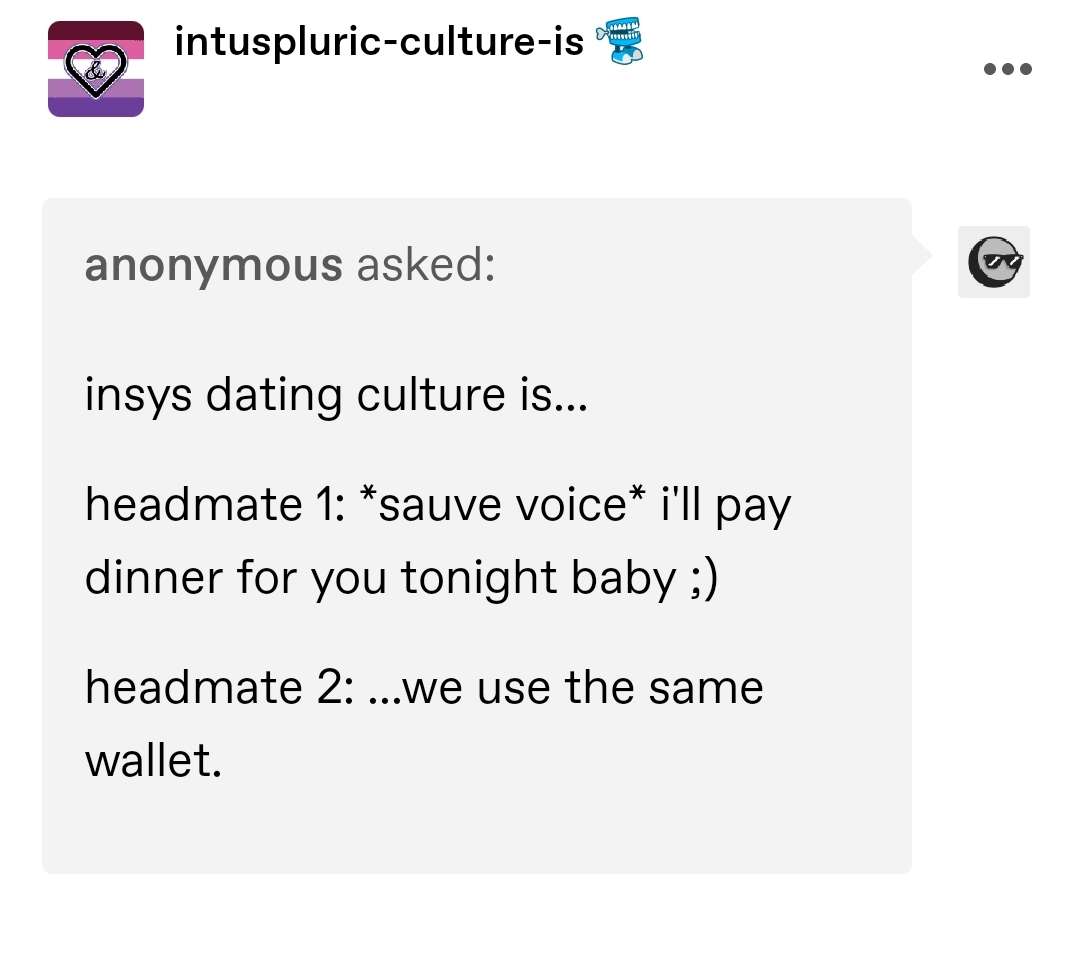 intuspluric-culture-is
anonymous asked:
insys dating culture is...
headmate 1: *sauve voice* i'll pay
dinner for you tonight baby ;)
headmate 2: ...we use the same
wallet.